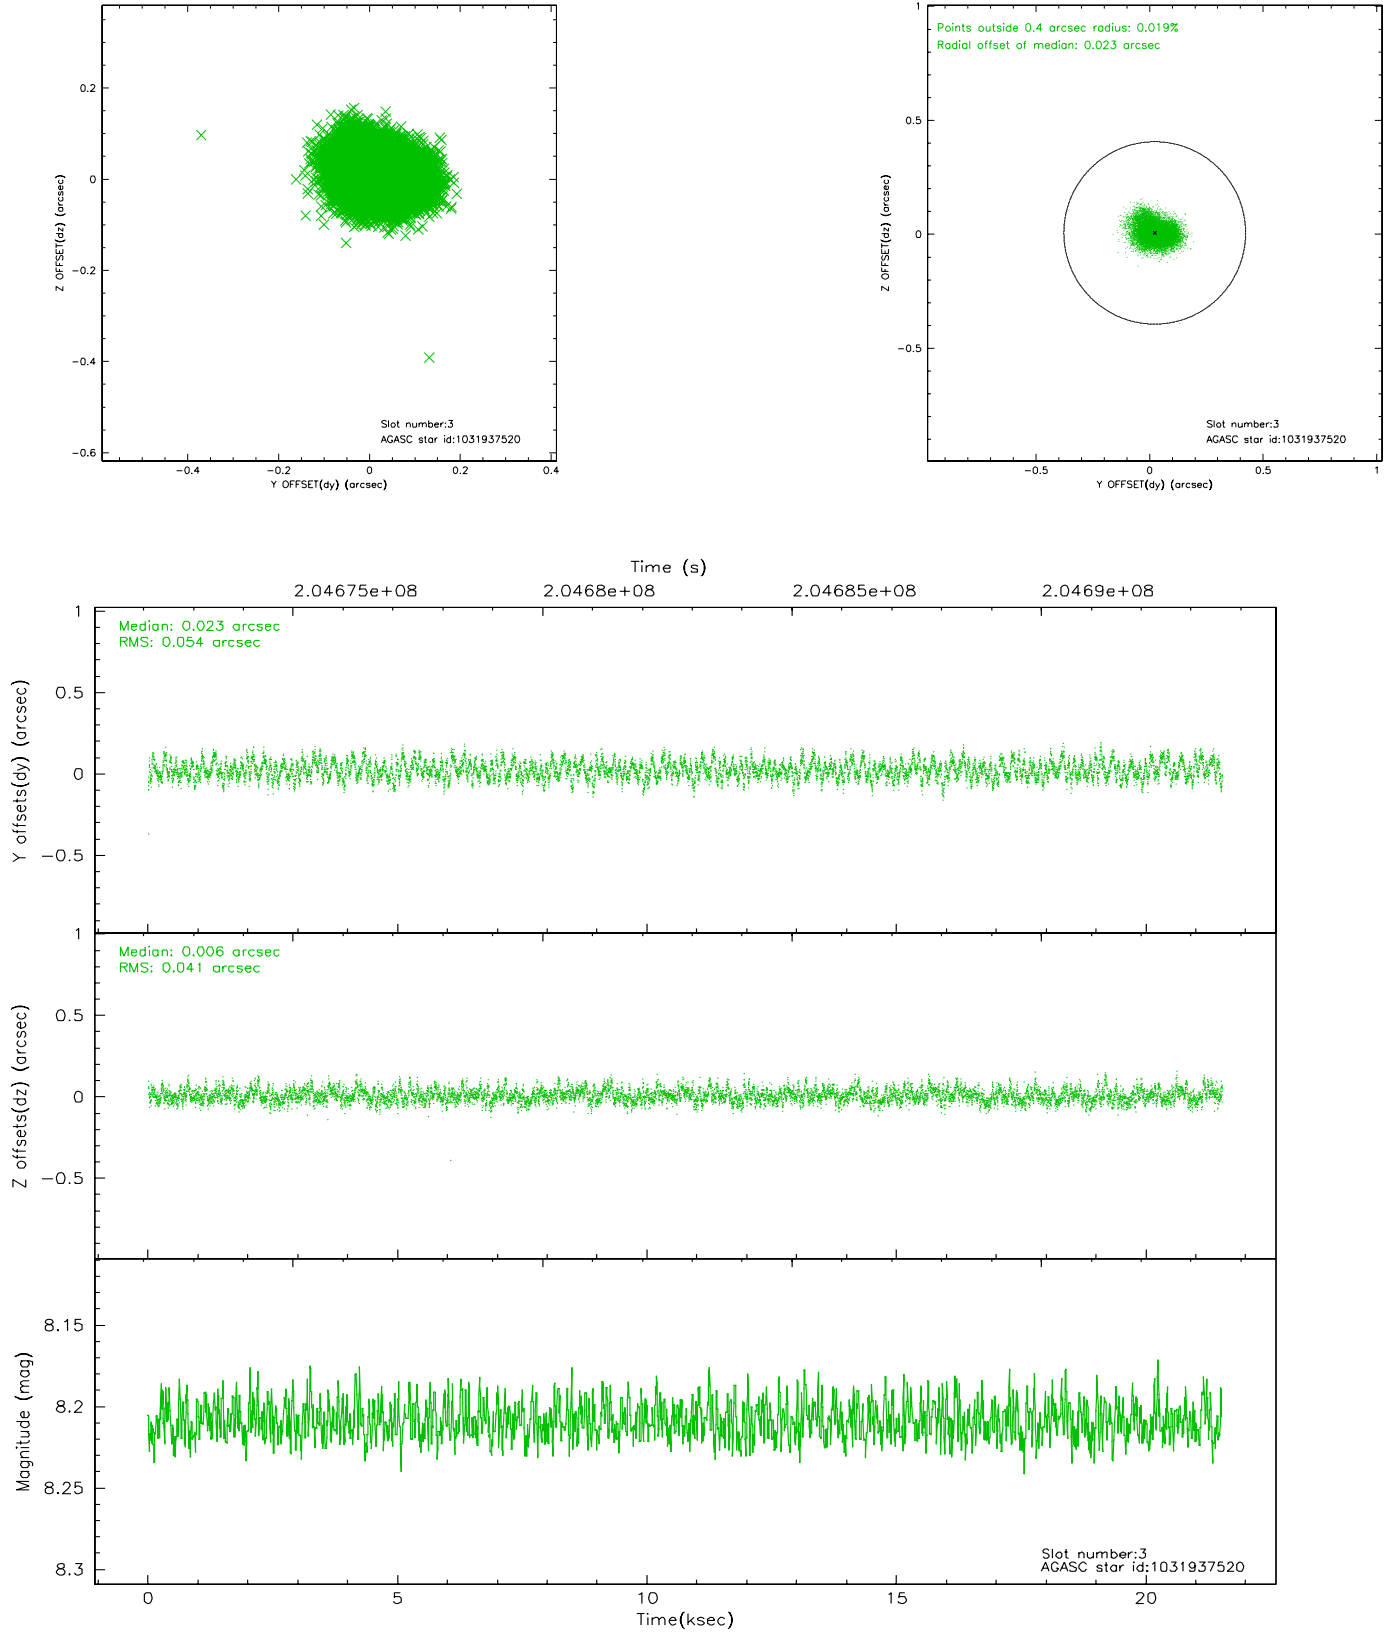 0.2
0
-0.2
-0.4
-0.6
Z OFFSET(dz) (arcsec)
Slot number:3
AGASC star id:1031937520
-0.4
-0.2
0
0.2
0.4
Y OFFSET(dy) (arcsec)
1
0.5
0
-0.5
Z OFFSET(dz) (arcsec)
Points outside 0.4 arcsec radius: 0.019%
Radial offset of median: 0.023 arcsec
Slot number:3
AGASC star id:1031937520
-0.5
0
0.5
1
Y OFFSET(dy) (arcsec)
Time (s)
2.04675e+08
2.0468e+08
2.04685e+08
2.0469e+08
1
0.5
0
-0.5
Y offsets(dy) (arcsec)
Median: 0.023 arcsec
RMS: 0.054 arcsec
1
0.5
0
-0.5
Z offsets(dz) (arcsec)
Median: 0.006 arcsec
RMS: 0.041 arcsec
8.15
8.2
8.25
8.3
Magnitude (mag)
Slot number:3
AGASC star id:1031937520
0
5
10
15
20
Time(ksec)